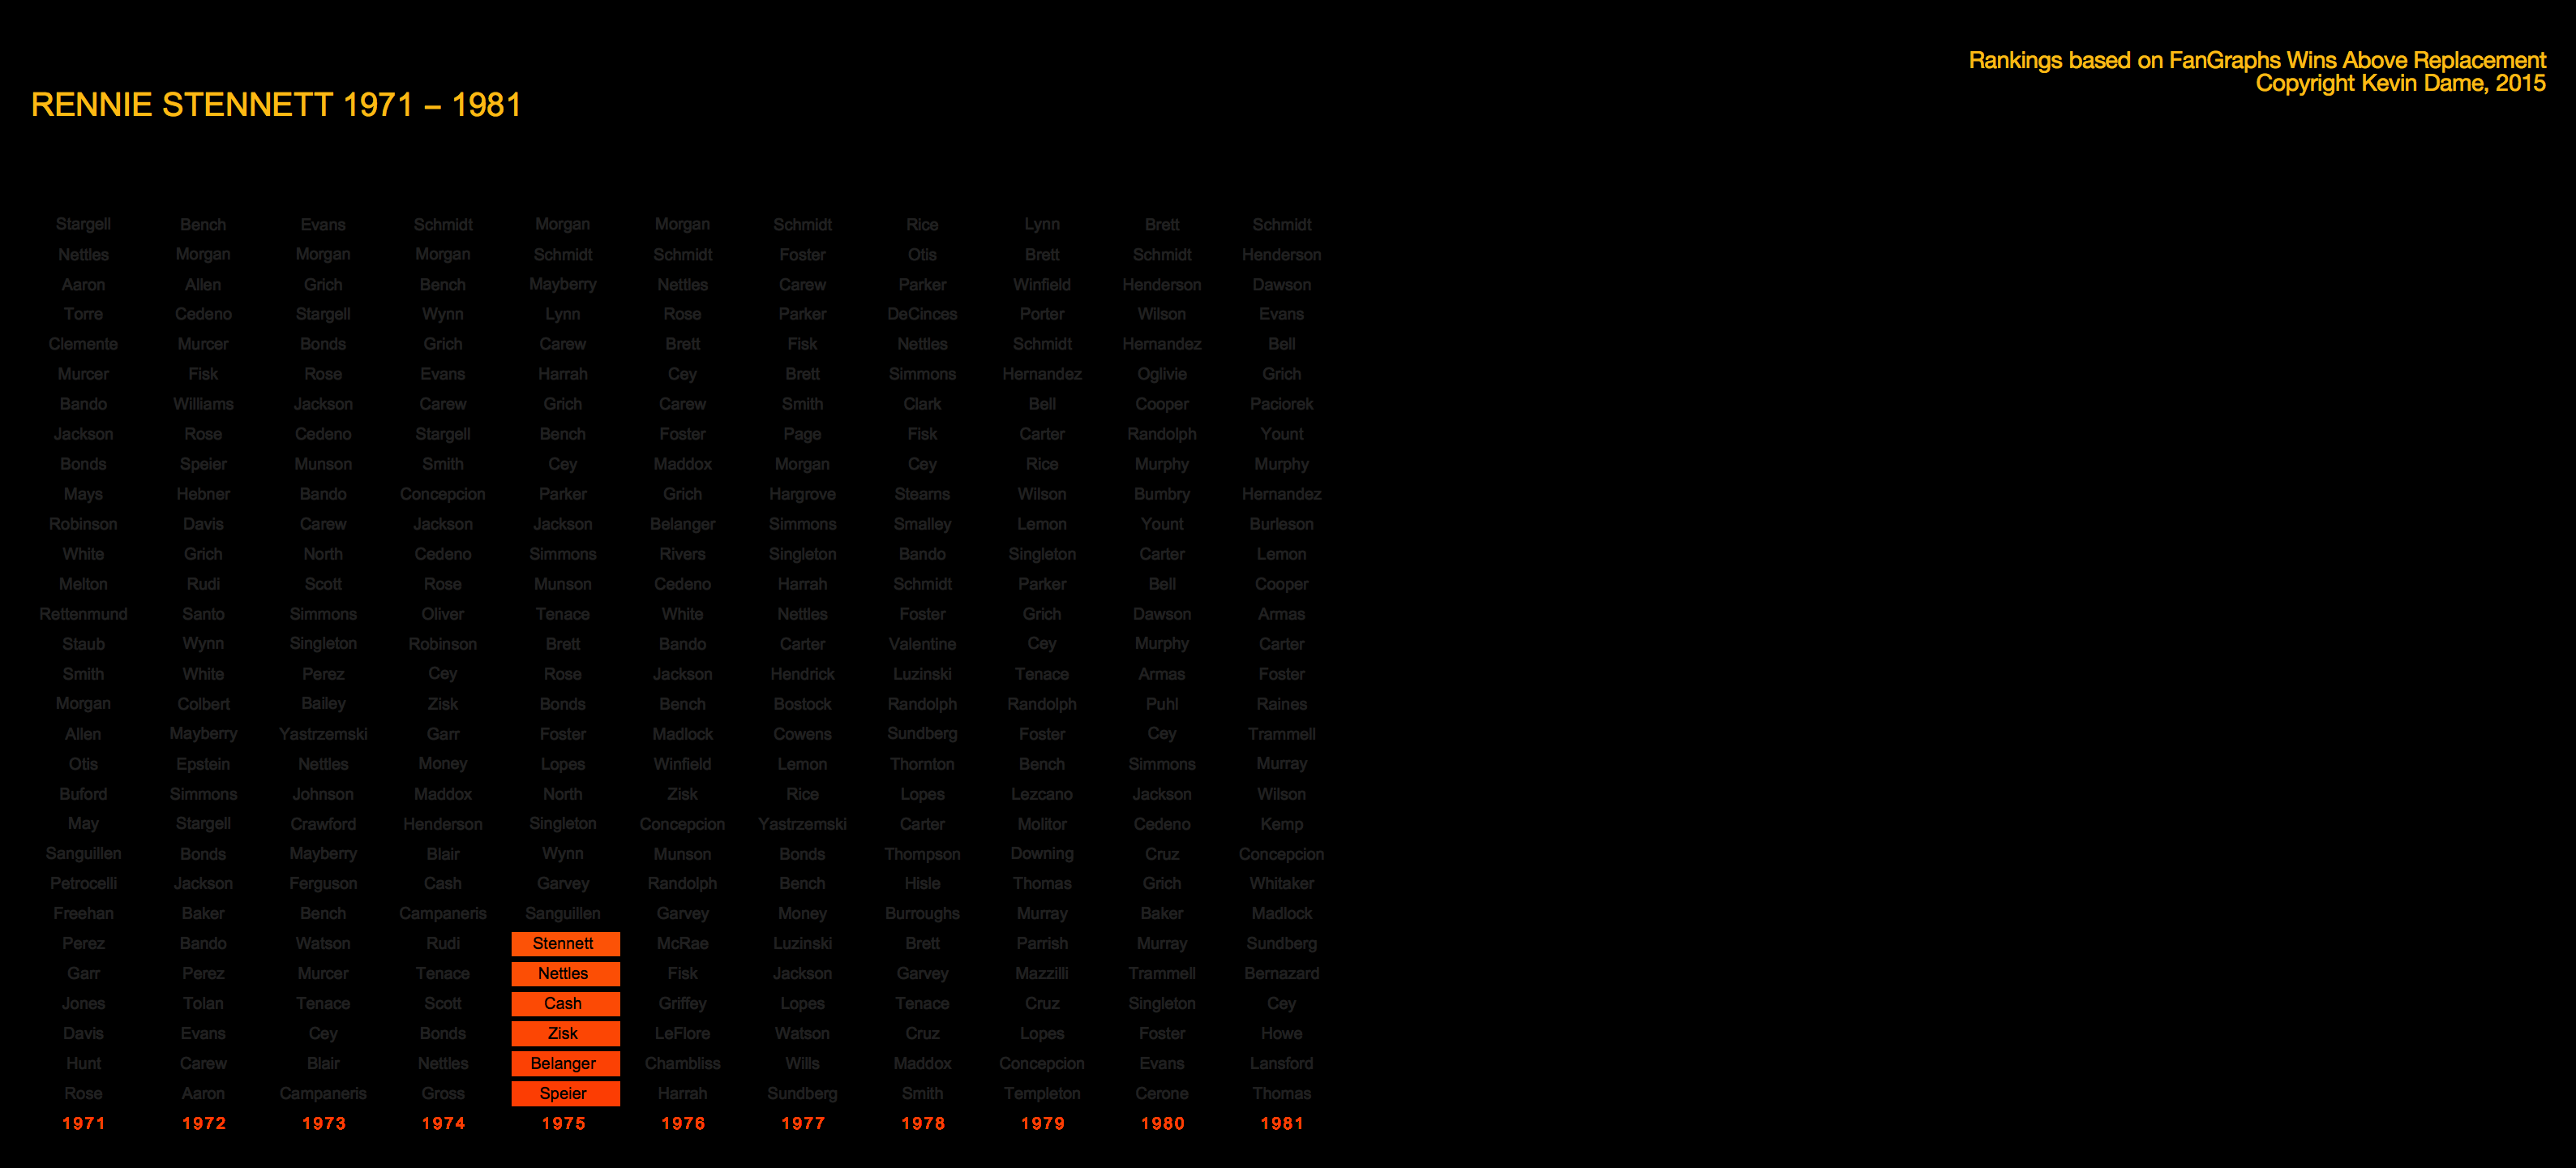 Rankings based on FanGraphs Wins Above Replacement
Copyright Kevin Dame, 2015
RENNIE STENNETT 1971 – 1981
Stargell Bench Evans Schmidt Morgan Morgan Schmidt Rice Lynn Brett Schmidt
Nettles Morgan Morgan Morgan Schmidt Schmidt Foster Otis Brett Schmidt Henderson
Aaron Allen Grich Bench Mayberry Nettles Carew Parker Winfield Henderson Dawson
Torre Cedeno Stargell Wynn Lynn Rose Parker DeCinces Porter Wilson Evans
Clemente Murcer Bonds Grich Carew Brett Fisk Nettles Schmidt Hernandez Bell
Murcer Fisk Rose Evans Harrah Cey Brett Simmons Hernandez Oglivie Grich
Bando Williams Jackson Carew Grich Carew Smith Clark Bell Cooper Paciorek
Jackson Rose Cedeno Stargell Bench Foster Page Fisk Carter Randolph Yount
Bonds Speier Munson Smith Cey Maddox Morgan Cey Rice Murphy Murphy
Mays Hebner Bando Concepcion Parker Grich Hargrove Stearns Wilson Bumbry Hernandez
Robinson Davis Carew Jackson Jackson Belanger Simmons Smalley Lemon Yount Burleson
White Grich North Cedeno Simmons Rivers Singleton Bando Singleton Carter Lemon
Melton Rudi Scott Rose Munson Cedeno Harrah Schmidt Parker Bell Cooper
Rettenmund Santo Simmons Oliver Tenace White Nettles Foster Grich Dawson Armas
Staub Wynn Singleton Robinson Brett Bando Carter Valentine Cey Murphy Carter
Smith White Perez Cey Rose Jackson Hendrick Luzinski Tenace Armas Foster
Morgan Colbert Bailey Zisk Bonds Bench Bostock Randolph Randolph Puhl Raines
Allen Mayberry Yastrzemski Garr Foster Madlock Cowens Sundberg Foster Cey Trammell
Otis Epstein Nettles Money Lopes Winfield Lemon Thornton Bench Simmons Murray
Buford Simmons Johnson Maddox North Zisk Rice Lopes Lezcano Jackson Wilson
May Stargell Crawford Henderson Singleton Concepcion Yastrzemski Carter Molitor Cedeno Kemp
Sanguillen Bonds Mayberry Blair Wynn Munson Bonds Thompson Downing Cruz Concepcion
Petrocelli Jackson Ferguson Cash Garvey Randolph Bench Hisle Thomas Grich Whitaker
Freehan Baker Bench Campaneris Sanguillen Garvey Money Burroughs Murray Baker Madlock
Perez Bando Watson Rudi Stennett McRae Luzinski Brett Parrish Murray Sundberg
Garr Perez Murcer Tenace Nettles Fisk Jackson Garvey Mazzilli Trammell Bernazard
Jones Tolan Tenace Scott Cash Griffey Lopes Tenace Cruz Singleton Cey
Davis Evans Cey Bonds Zisk LeFlore Watson Cruz Lopes Foster Howe
Hunt Carew Blair Nettles Belanger Chambliss Wills Maddox Concepcion Evans Lansford
Rose Aaron Campaneris Gross Speier Harrah Sundberg Smith Templeton Cerone Thomas
1971 1972 1973 1974 1975 1976 1977 1978 1979 1980 1981